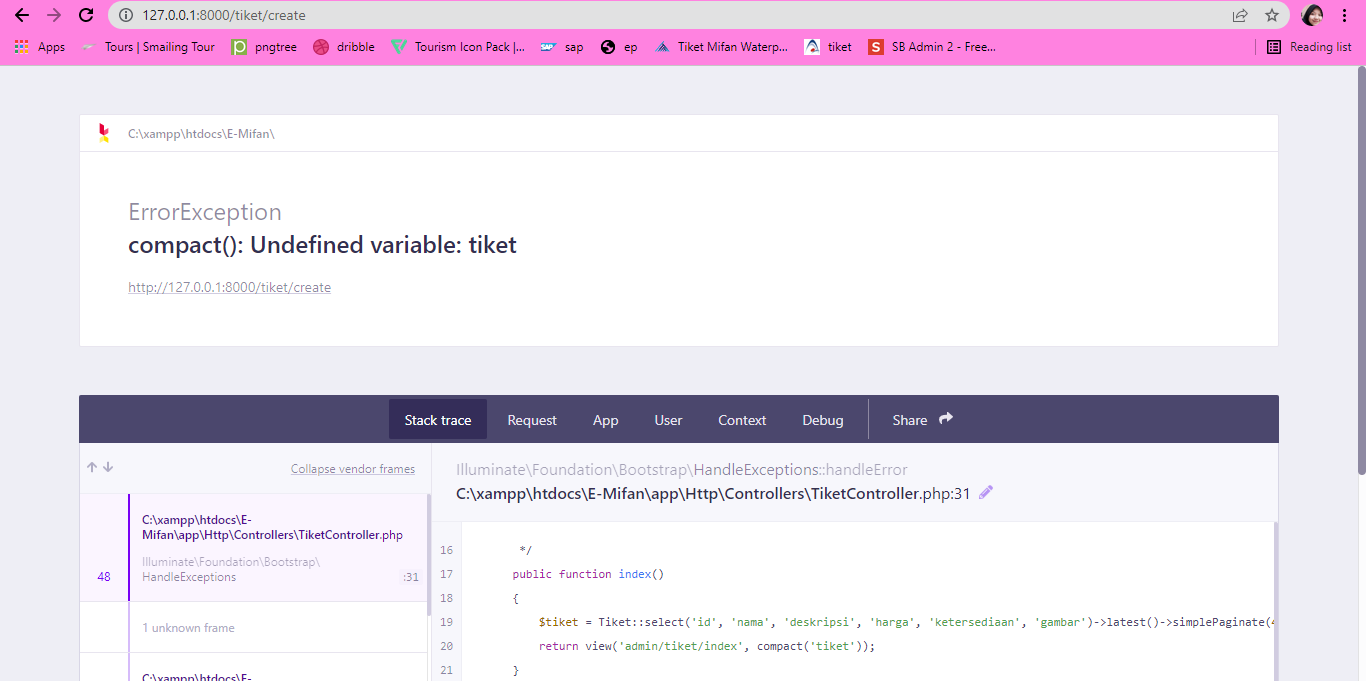 127.0.0.1:8000/tiket/create
Apps Tours | Smailing Tour pngtree dribble Tourism Icon Pack |... sap ep Tiket Mifan Waterp... tiket SB Admin 2 - Free... Reading list
C:\xampp\htdocs\E-Mifan\
ErrorException
compact(): Undefined variable: tiket
http://127.0.0.1:8000/tiket/create
Stack trace Request App User Context Debug Share
Collapse vendor frames
Illuminate\Foundation\Bootstrap\HandleExceptions::handleError
C:\xampp\htdocs\E-Mifan\app\Http\Controllers\TiketController.php:31
C:\xampp\htdocs\E-
Mifan\app\Http\Controllers\TiketController.php
Illuminate\Foundation\Bootstrap\
48 HandleExceptions :31
1 unknown frame
C:\xampp\htdocs\E-
16 */
17 public function index()
18 {
19 $tiket = Tiket::select('id', 'nama', 'deskripsi', 'harga', 'ketersediaan', 'gambar')->latest()->simplePaginate(4
20 return view('admin/tiket/index', compact('tiket'));
21 }